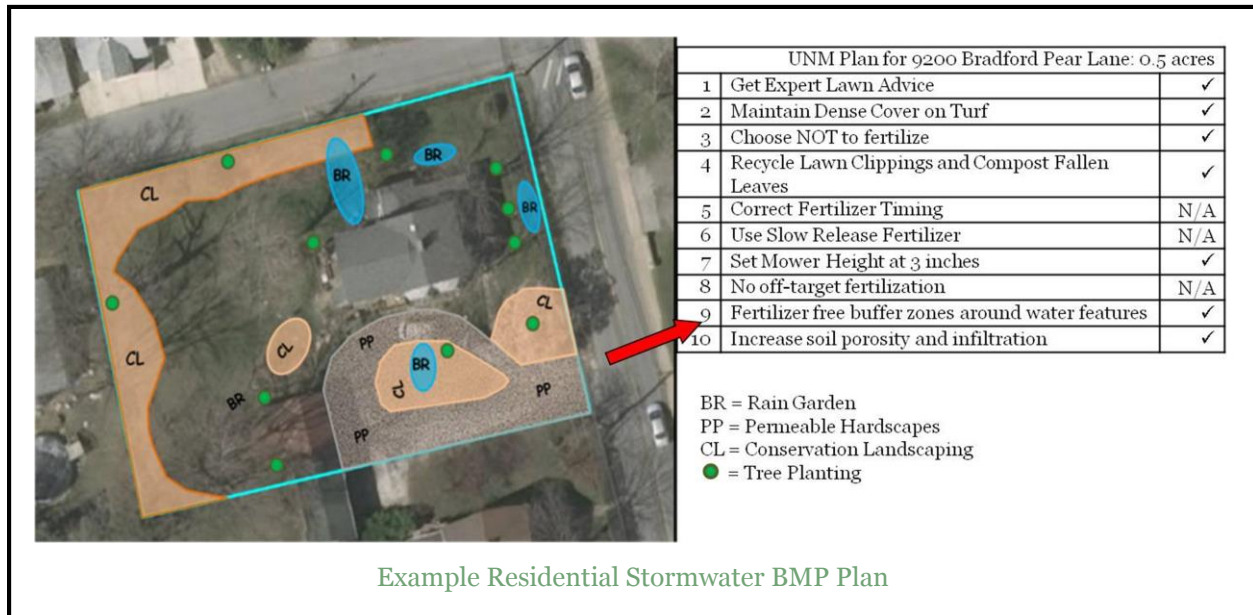 UNM Plan for 9200 Bradford Pear Lane: 0.5 acres
1 Get Expert Lawn Advice ✓
2 Maintain Dense Cover on Turf ✓
3 Choose NOT to fertilize ✓
4 Recycle Lawn Clippings and Compost Fallen
Leaves ✓
5 Correct Fertilizer Timing N/A
6 Use Slow Release Fertilizer N/A
7 Set Mower Height at 3 inches ✓
8 No off-target fertilization N/A
9 Fertilizer free buffer zones around water features ✓
10 Increase soil porosity and infiltration ✓
BR = Rain Garden
PP = Permeable Hardscapes
CL = Conservation Landscaping
= Tree Planting
BR
BR
CL
BR
CL
CL
CL
PP
BR
CL
BR
PP
PP
Example Residential Stormwater BMP Plan